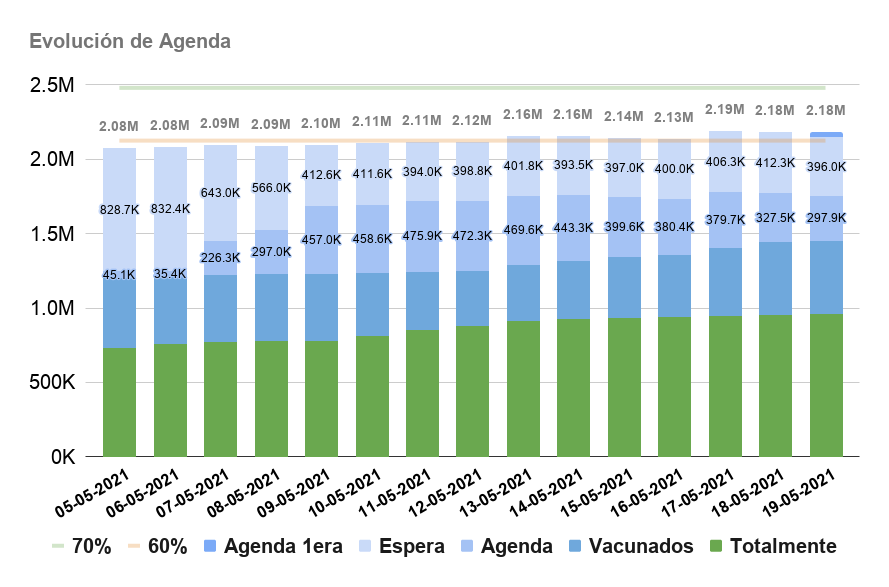 Evolución de Agenda
2.5M
2.0M
1.5M
1.0M
500K
0K
2.08M 2.08M 2.09M 2.09M 2.10M 2.11M 2.11M 2.12M 2.16M 2.16M 2.14M 2.13M 2.19M 2.18M 2.18M
828.7K 832.4K 643.0K 566.0K 412.6K 411.6K 394.0K 398.8K 401.8K 393.5K 397.0K 400.0K 406.3K 412.3K 396.0K
45.1K 35.4K 226.3K 297.0K 457.0K 458.6K 475.9K 472.3K 469.6K 443.3K 399.6K 380.4K 379.7K 327.5K 297.9K
05-05-2021 06-05-2021 07-05-2021 08-05-2021 09-05-2021 10-05-2021 11-05-2021 12-05-2021 13-05-2021 14-05-2021 15-05-2021 16-05-2021 17-05-2021 18-05-2021 19-05-2021
70% 60% Agenda 1era Espera Agenda Vacunados Totalmente